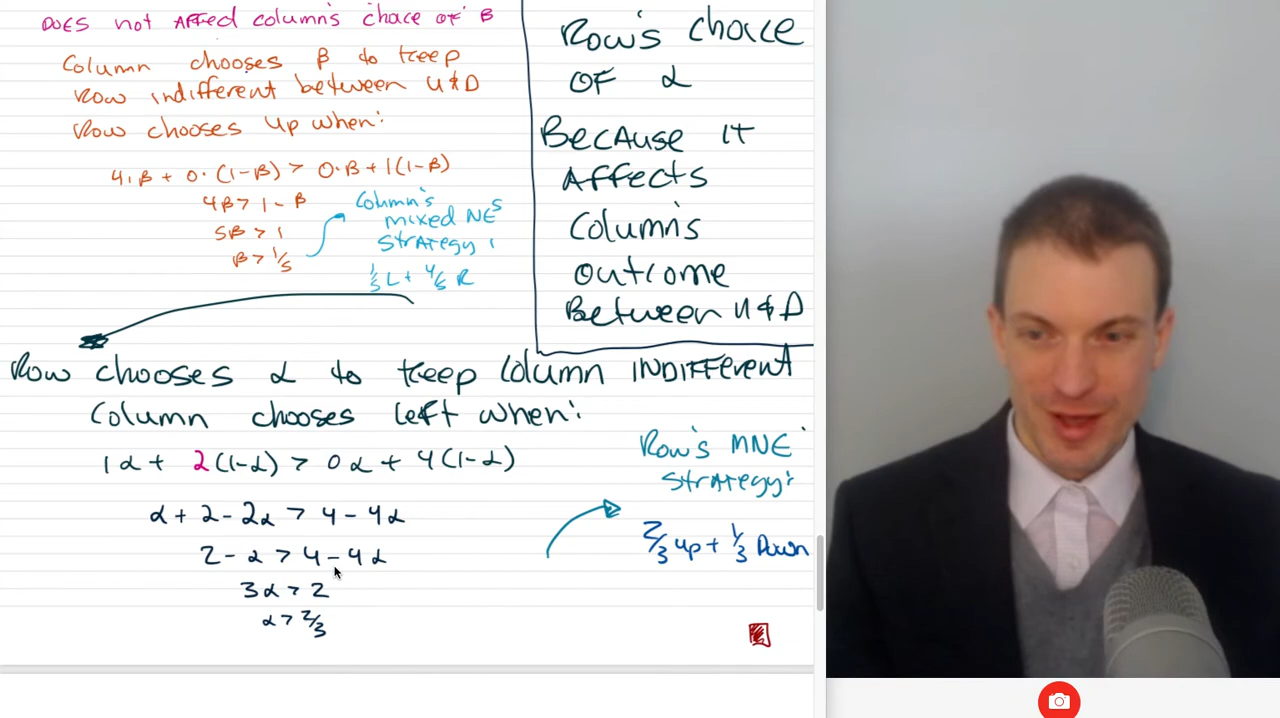 DOES not Affect column's choice of β
Column chooses β to keep
Row indifferent between U & D
Row chooses Up when:
4·β + 0·(1-β) > 0·β + 1(1-β)
4β > 1 - β
5β > 1
β > 1/5
Column's
mixed NE
Strategy
4/5 R
Row's choice
OF α
Because it
Affects
Column's
outcome
Between U & D
Row chooses α to keep Column INDIFFerent
Column chooses left when:
1α + 2(1-α) > 0α + 4(1-α)
α + 2 - 2α > 4 - 4α
2 - α > 4 - 4α
3α > 2
α > 2/3
Row's MNE
Strategy:
2/3 Up + 1/3 Down